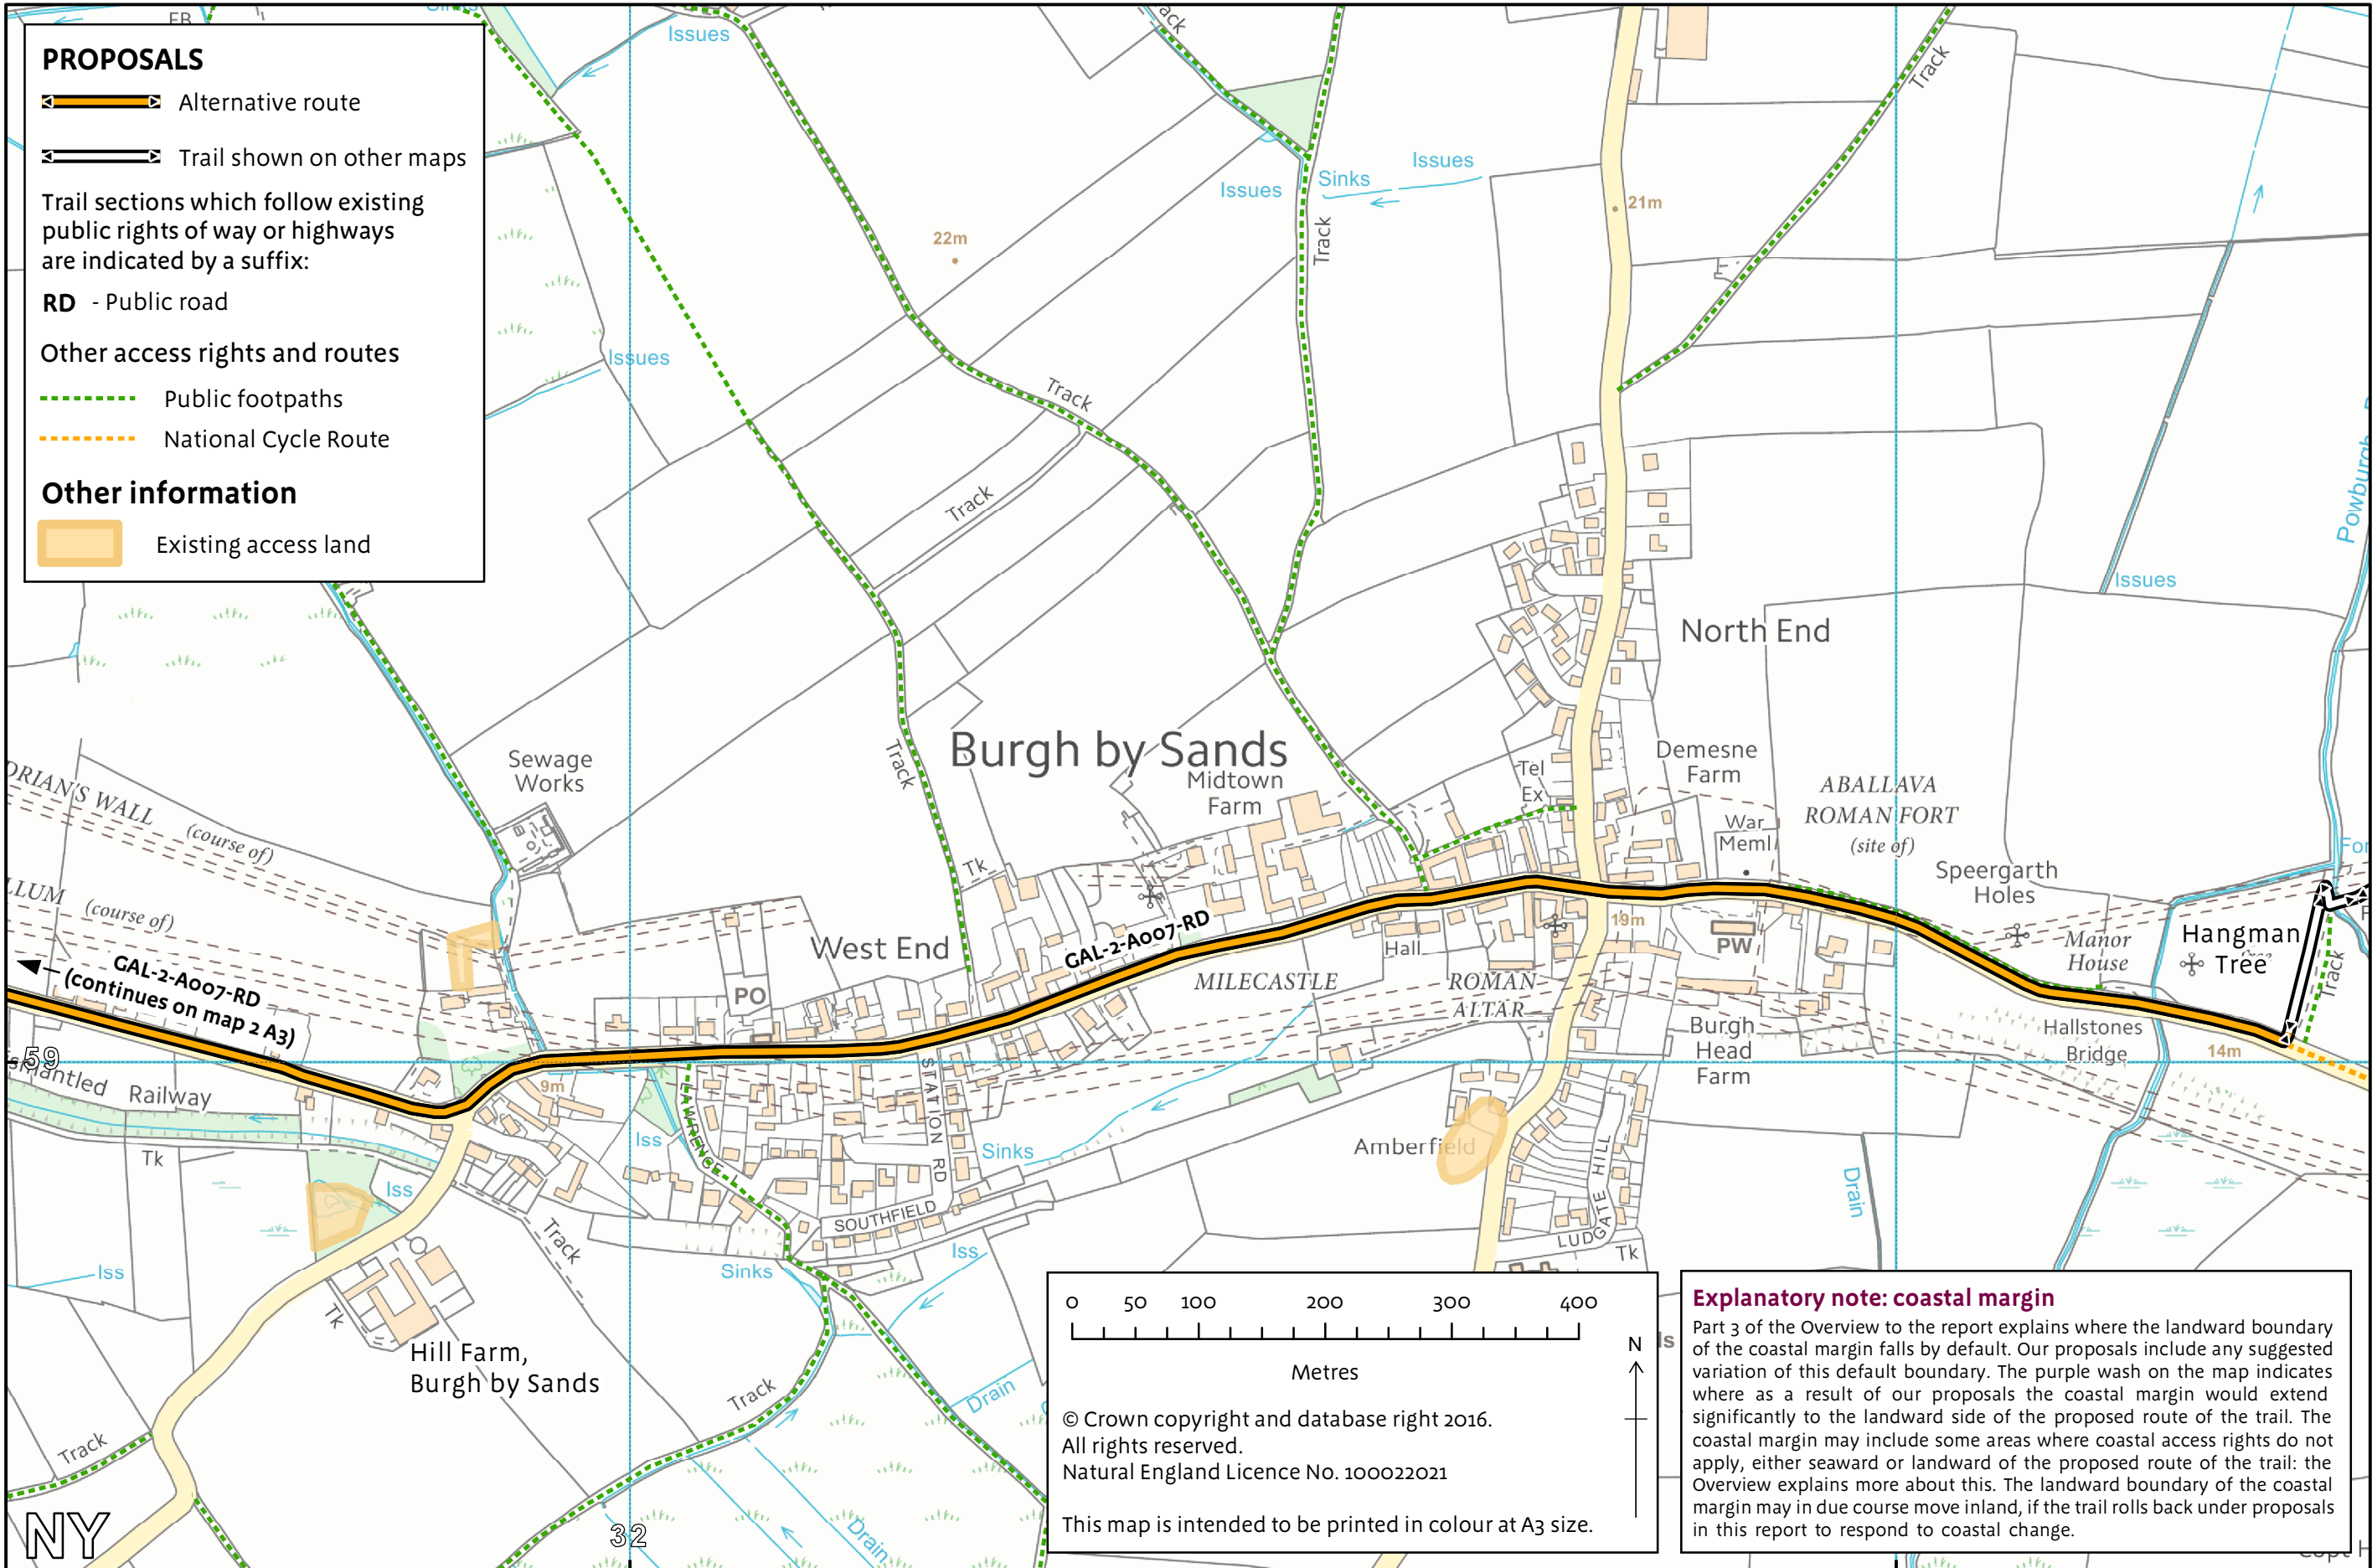 PROPOSALS
Alternative route
Trail shown on other maps
Trail sections which follow existing
public rights of way or highways
are indicated by a suffix:
RD - Public road
Other access rights and routes
Public footpaths
National Cycle Route
Other information
Existing access land
FB
Issues
Track
Track
Issues
Sinks
Issues
21m
22m
Track
Issues
Track
Track
Issues
North End
Burgh by Sands
Midtown
Farm
Sewage
Works
Track
Tel
Ex
Demesne
Farm
War
Meml
ABALLAVA
ROMAN FORT
(site of)
Speergarth
Holes
DRIAN'S WALL
(course of)
LLUM
(course of)
Tk
West End
GAL-2-A007-RD
GAL-2-A007-RD
(continues on map 2 A3)
PO
Hall
MILECASTLE
ROMAN
ALTAR
19m
PW
Manor
House
Hangman
Tree
Track
Burgh
Head
Farm
Hallstones
Bridge
14m
59
smantled Railway
9m
Tk
Iss
Iss
LAWRENCE
STATION RD
SOUTHFIELD
Sinks
Amberfield
LUDGATE HILL
Tk
Drain
Iss
Track
Sinks
Iss
Tk
Hill Farm,
Burgh by Sands
Track
Track
Drain
Drain
NY
32
0 50 100 200 300 400
Metres
N
© Crown copyright and database right 2016.
All rights reserved.
Natural England Licence No. 100022021
This map is intended to be printed in colour at A3 size.
Explanatory note: coastal margin
Part 3 of the Overview to the report explains where the landward boundary
of the coastal margin falls by default. Our proposals include any suggested
variation of this default boundary. The purple wash on the map indicates
where as a result of our proposals the coastal margin would extend
significantly to the landward side of the proposed route of the trail. The
coastal margin may include some areas where coastal access rights do not
apply, either seaward or landward of the proposed route of the trail: the
Overview explains more about this. The landward boundary of the coastal
margin may in due course move inland, if the trail rolls back under proposals
in this report to respond to coastal change.